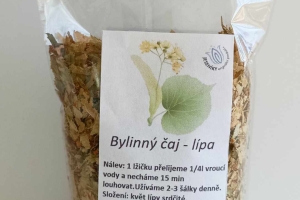 Bylinný čaj - lípa
Nálev: 1 lžičku přelijeme 1/4l vroucí
vody a necháme 15 min
louhovat.Užíváme 2-3 šálky denně.
Složení: květ lípy srdčité